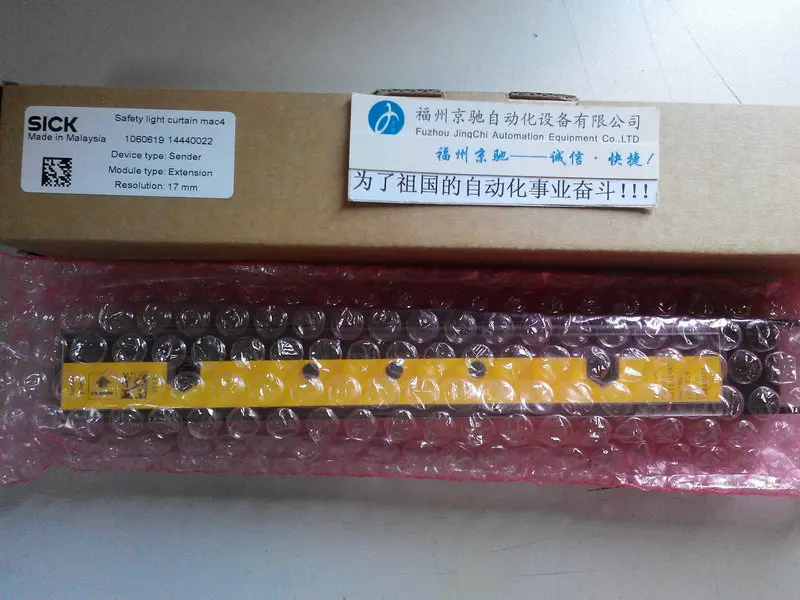 SICK
Made in Malaysia
Safety light curtain mac4
1060619 14440022
Device type: Sender
Module type: Extension
Resolution: 17 mm
福州京驰自动化设备有限公司
Fuzhou JingChi Automation Equipment Co.,LTD
福州京驰——诚信·快捷!
为了祖国的自动化事业奋斗!!!